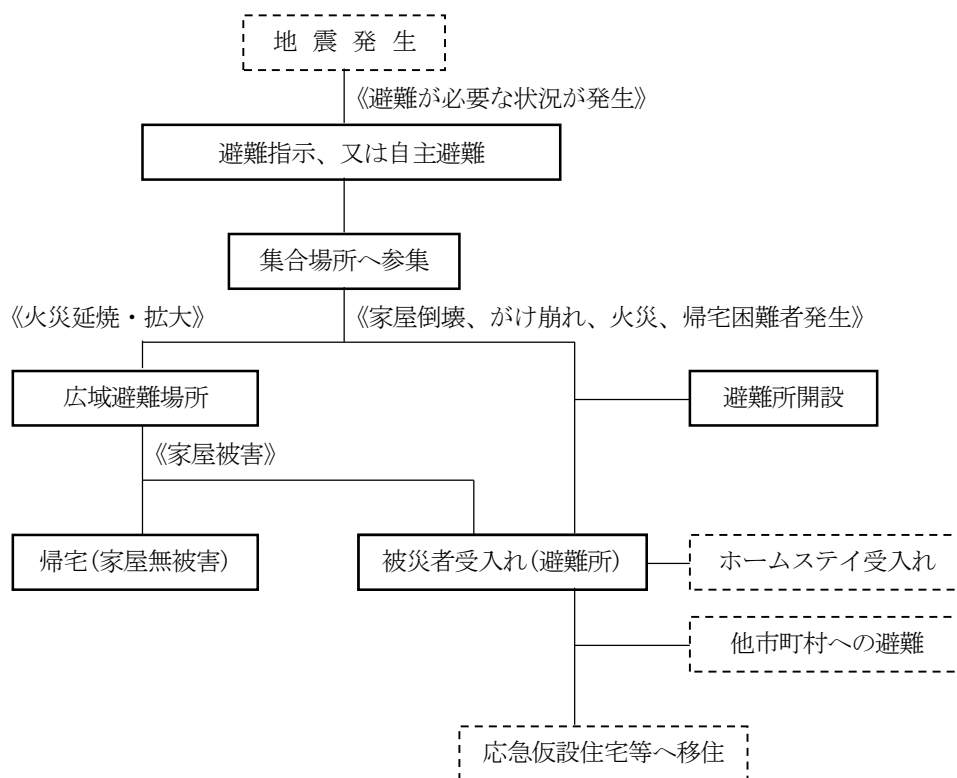 地 震 発 生
《避難が必要な状況が発生》
避難指示、又は自主避難
集合場所へ参集
《火災延焼・拡大》
《家屋倒壊、がけ崩れ、火災、帰宅困難者発生》
広域避難場所
避難所開設
《家屋被害》
帰宅(家屋無被害)
被災者受入れ(避難所)
ホームステイ受入れ
他市町村への避難
応急仮設住宅等へ移住